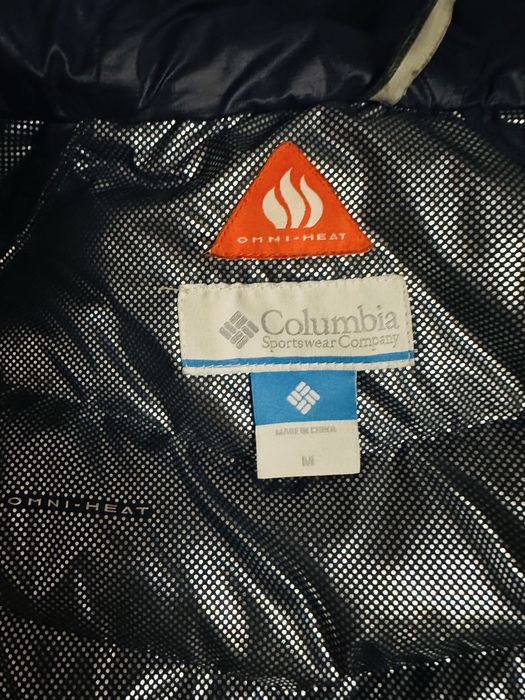 OMNI-HEAT
Columbia
Sportswear Company
MADE IN CHINA
M
OMNI-HEAT